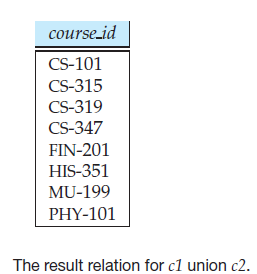 course_id
CS-101
CS-315
CS-319
CS-347
FIN-201
HIS-351
MU-199
PHY-101
The result relation for c1 union c2.